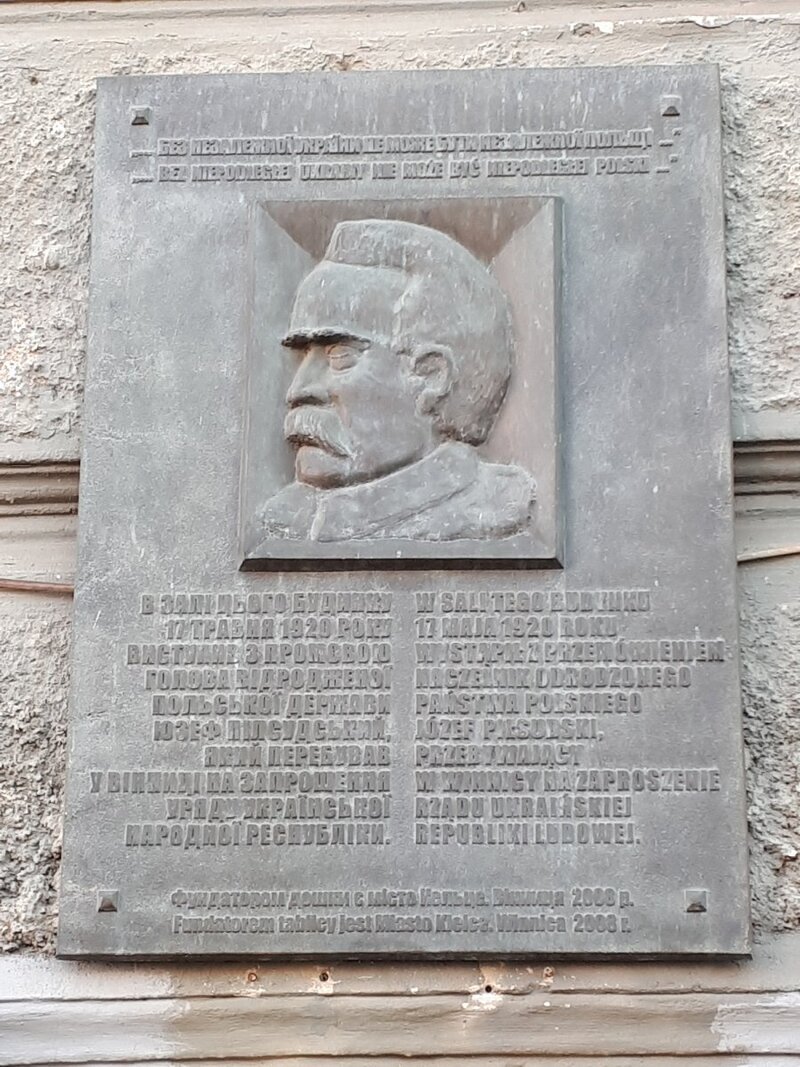 „... БЕЗ НЕЗАЛЕЖНОЇ УКРАЇНИ НЕ МОЖЕ БУТИ НЕЗАЛЕЖНОЇ ПОЛЬЩІ ...“
„... BEZ NIEPODLEGŁEJ UKRAINY NIE MOŻE BYĆ NIEPODLEGŁEJ POLSKI ...“
В ЗАЛІ ЦЬОГО БУДИНКУ
17 ТРАВНЯ 1920 РОКУ
ВИСТУПИВ З ПРОМОВОЮ
ГОЛОВА ВІДРОДЖЕНОЇ
ПОЛЬСЬКОЇ ДЕРЖАВИ
ЮЗЕФ ПІЛСУДСЬКИЙ,
ЯКИЙ ПЕРЕБУВАВ
У ВІННИЦІ НА ЗАПРОШЕННЯ
УРЯДУ УКРАЇНСЬКОЇ
НАРОДНОЇ РЕСПУБЛІКИ.
W SALI TEGO BUDYNKU
17 MAJA 1920 ROKU
WYSTĄPIŁ Z PRZEMÓWIENIEM
NACZELNIK ODRODZONEGO
PAŃSTWA POLSKIEGO
JÓZEF PIŁSUDSKI,
PRZEBYWAJĄCY
W WINNICY NA ZAPROSZENIE
RZĄDU UKRAIŃSKIEJ
REPUBLIKI LUDOWEJ.
Фундатором дошки є місто Кельце. Вінниця 2008 р.
Fundatorem tablicy jest Miasto Kielce. Winnica 2008 r.